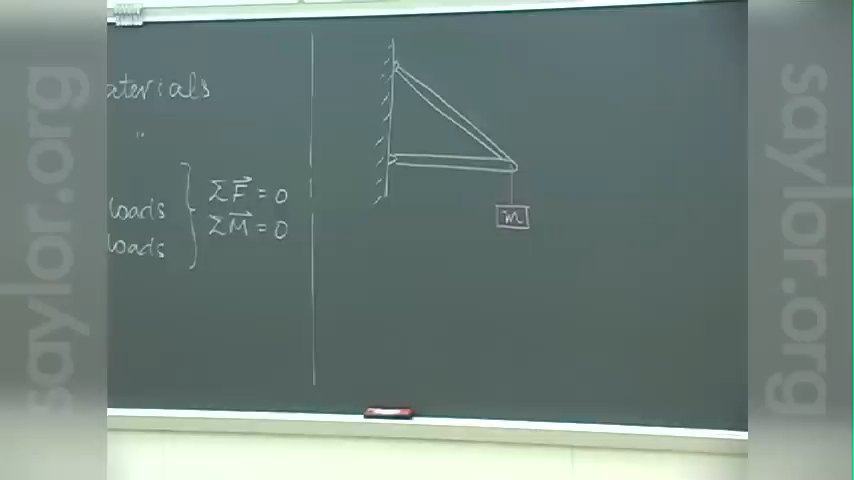 aterials
"
loads
loads
ΣF⃗ = 0
ΣM⃗ = 0
m
saylor.org
saylor.org